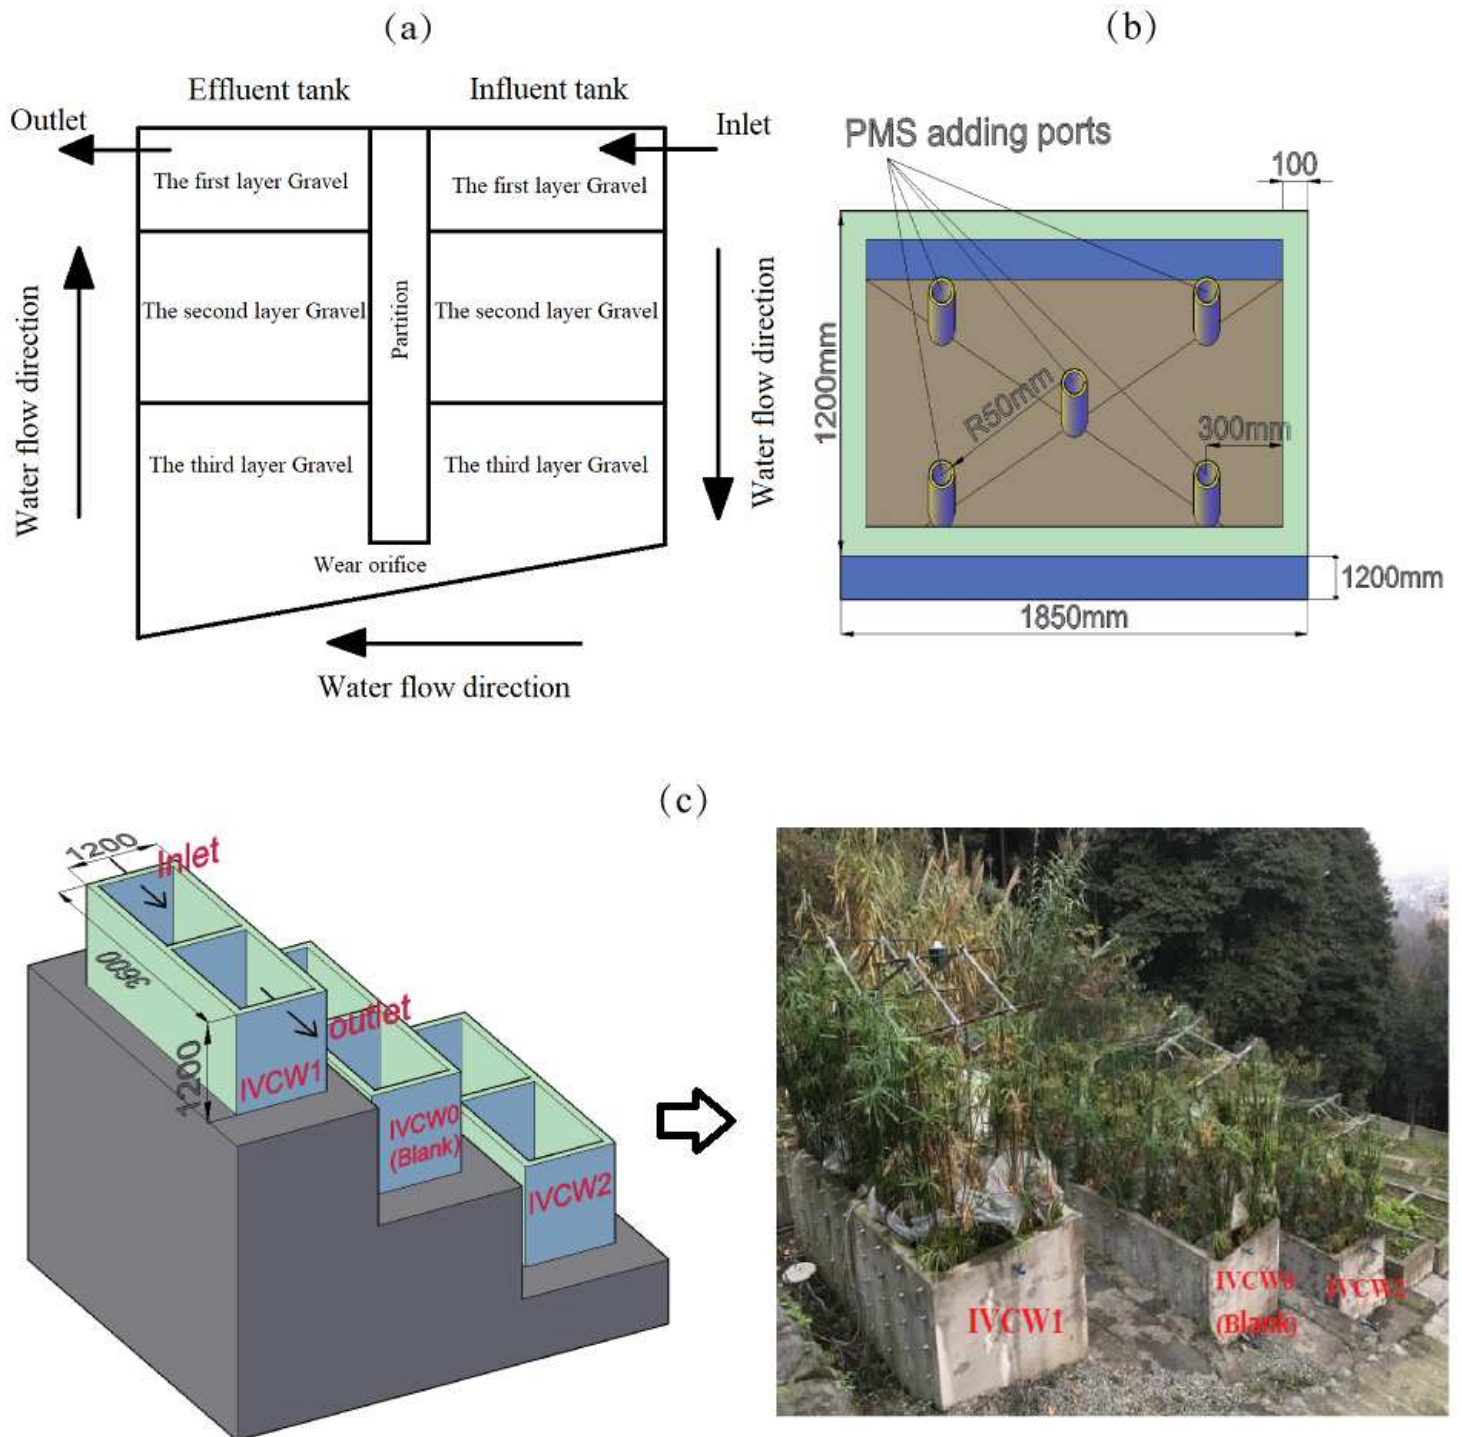 (a)
Effluent tank
Influent tank
Outlet
Inlet
The first layer Gravel
The first layer Gravel
Water flow direction
The second layer Gravel
Partition
The second layer Gravel
Water flow direction
The third layer Gravel
The third layer Gravel
Wear orifice
Water flow direction
(b)
PMS adding ports
100
1200mm
R50mm
300mm
1200mm
1850mm
(c)
1200
Inlet
3600
outlet
1200
IVCW1
IVCW0
(Blank)
IVCW2
IVCW1
IVCW0
(Blank)
IVCW2